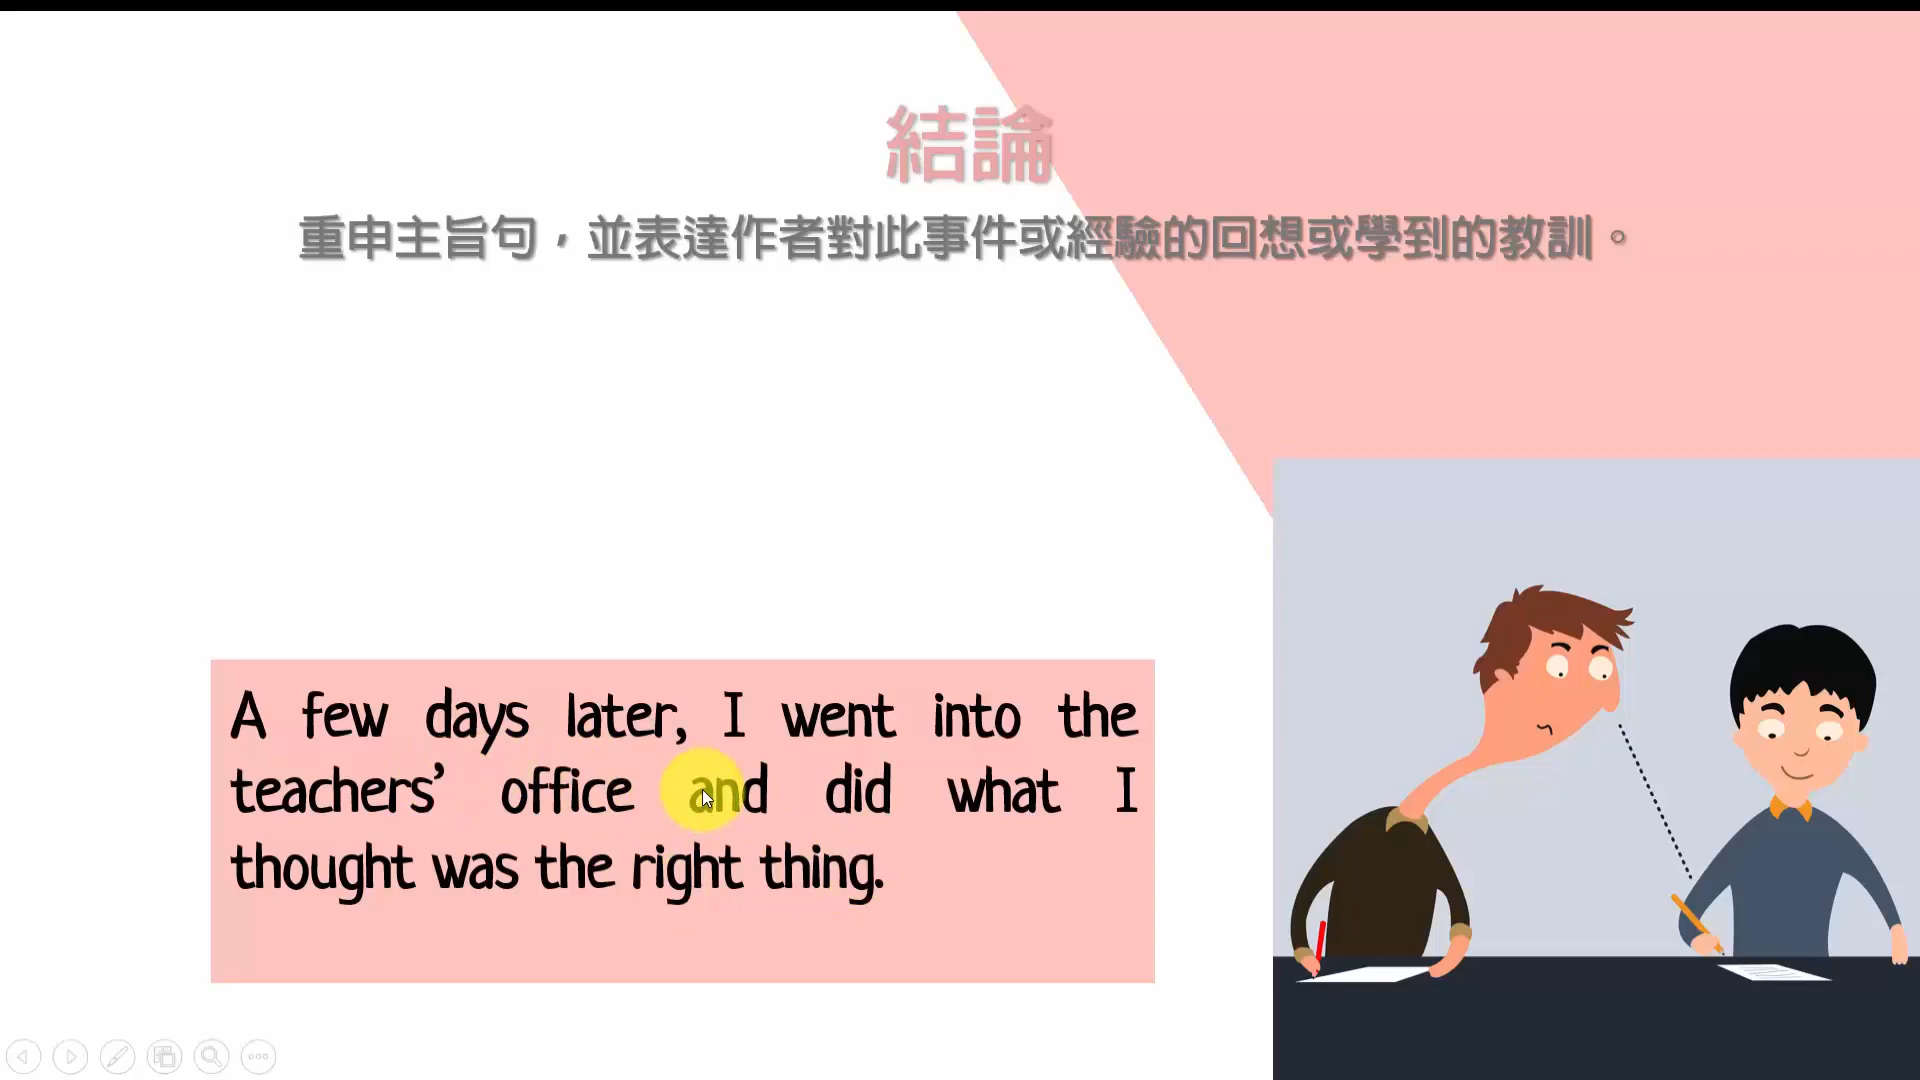 結論
重申主旨句，並表達作者對此事件或經驗的回想或學到的教訓。
A few days later, I went into the
teachers’ office and did what I
thought was the right thing.